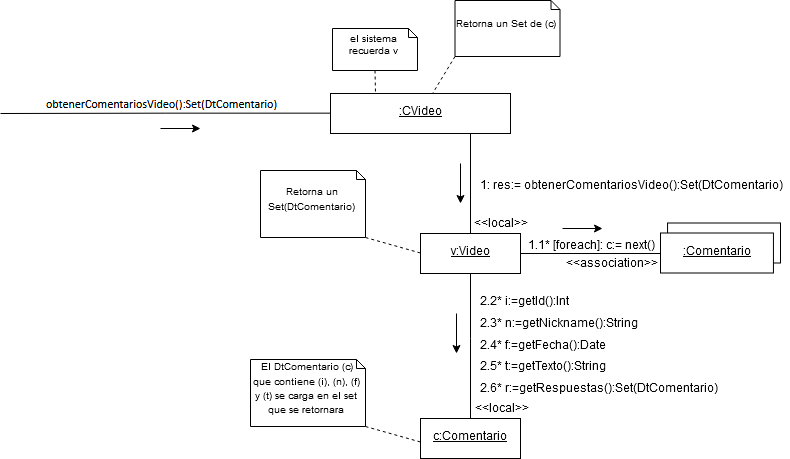 Retorna un Set de (c)
el sistema
recuerda v
obtenerComentariosVideo():Set(DtComentario)
:CVideo
1: res:= obtenerComentariosVideo():Set(DtComentario)
Retorna un
Set(DtComentario)
<<local>>
v:Video
1.1* [foreach]: c:= next()
<<association>>
:Comentario
2.2* i:=getId():Int
2.3* n:=getNickname():String
2.4* f:=getFecha():Date
2.5* t:=getTexto():String
2.6* r:=getRespuestas():Set(DtComentario)
<<local>>
El DtComentario (c)
que contiene (i), (n), (f)
y (t) se carga en el set
que se retornara
c:Comentario